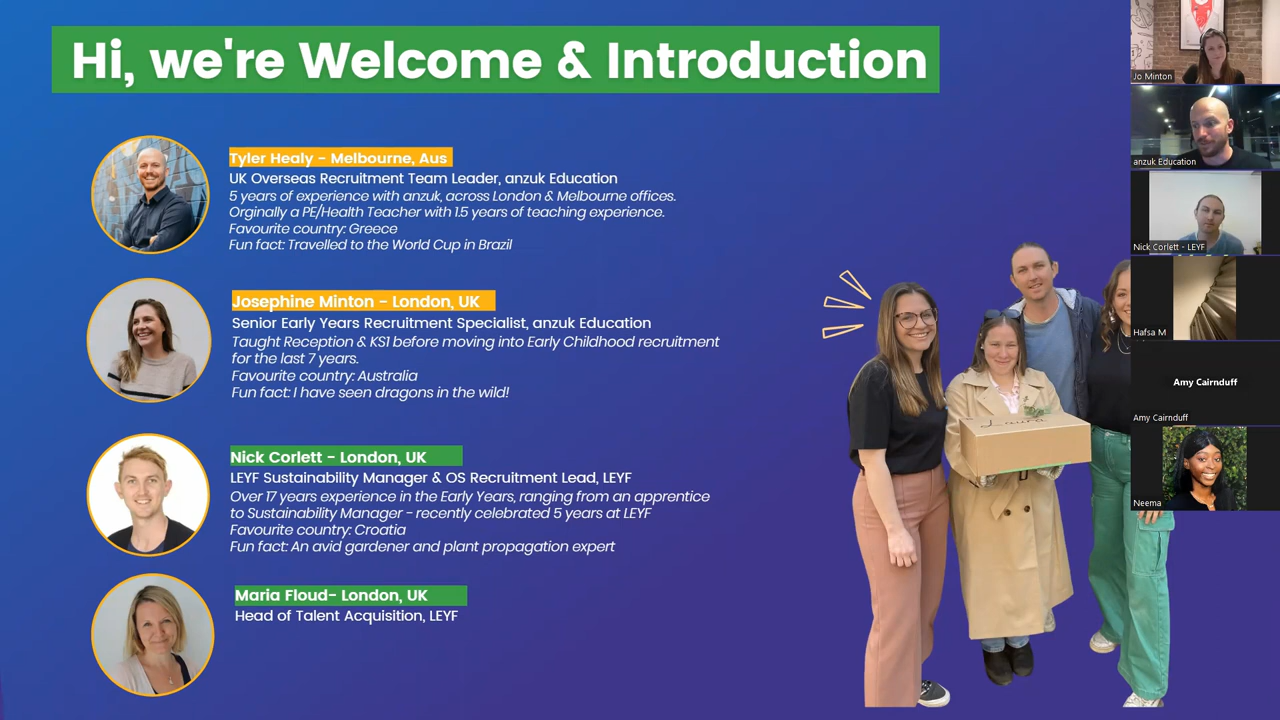 Hi, we're Welcome & Introduction
Tyler Healy - Melbourne, Aus
UK Overseas Recruitment Team Leader, anzuk Education
5 years of experience with anzuk, across London & Melbourne offices.
Orginally a PE/Health Teacher with 1.5 years of teaching experience.
Favourite country: Greece
Fun fact: Travelled to the World Cup in Brazil
Josephine Minton - London, UK
Senior Early Years Recruitment Specialist, anzuk Education
Taught Reception & KS1 before moving into Early Childhood recruitment
for the last 7 years.
Favourite country: Australia
Fun fact: I have seen dragons in the wild!
Nick Corlett - London, UK
LEYF Sustainability Manager & OS Recruitment Lead, LEYF
Over 17 years experience in the Early Years, ranging from an apprentice
to Sustainability Manager - recently celebrated 5 years at LEYF
Favourite country: Croatia
Fun fact: An avid gardener and plant propagation expert
Maria Floud- London, UK
Head of Talent Acquisition, LEYF
Laura
Jo Minton
anzuk Education
Nick Corlett - LEYF
Hafsa M
Amy Cairnduff
Amy Cairnduff
Neema